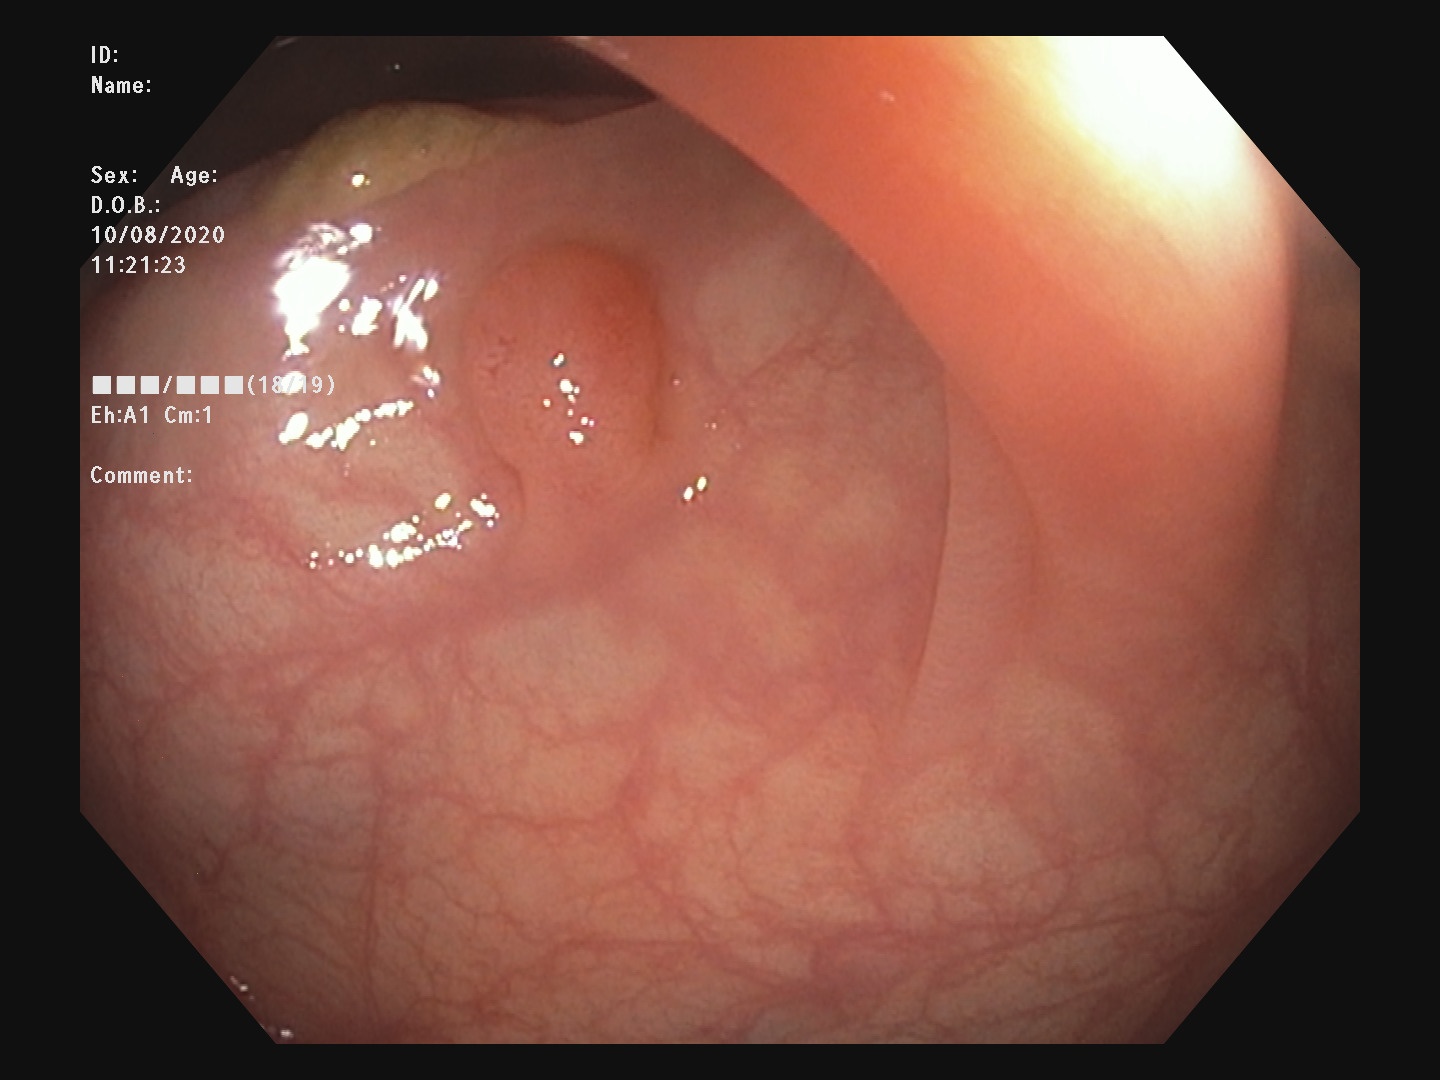 ID:
Name:
Sex: Age:
D.O.B.:
10/08/2020
11:21:23
■■■/■■■(18/19)
Eh:A1 Cm:1
Comment: